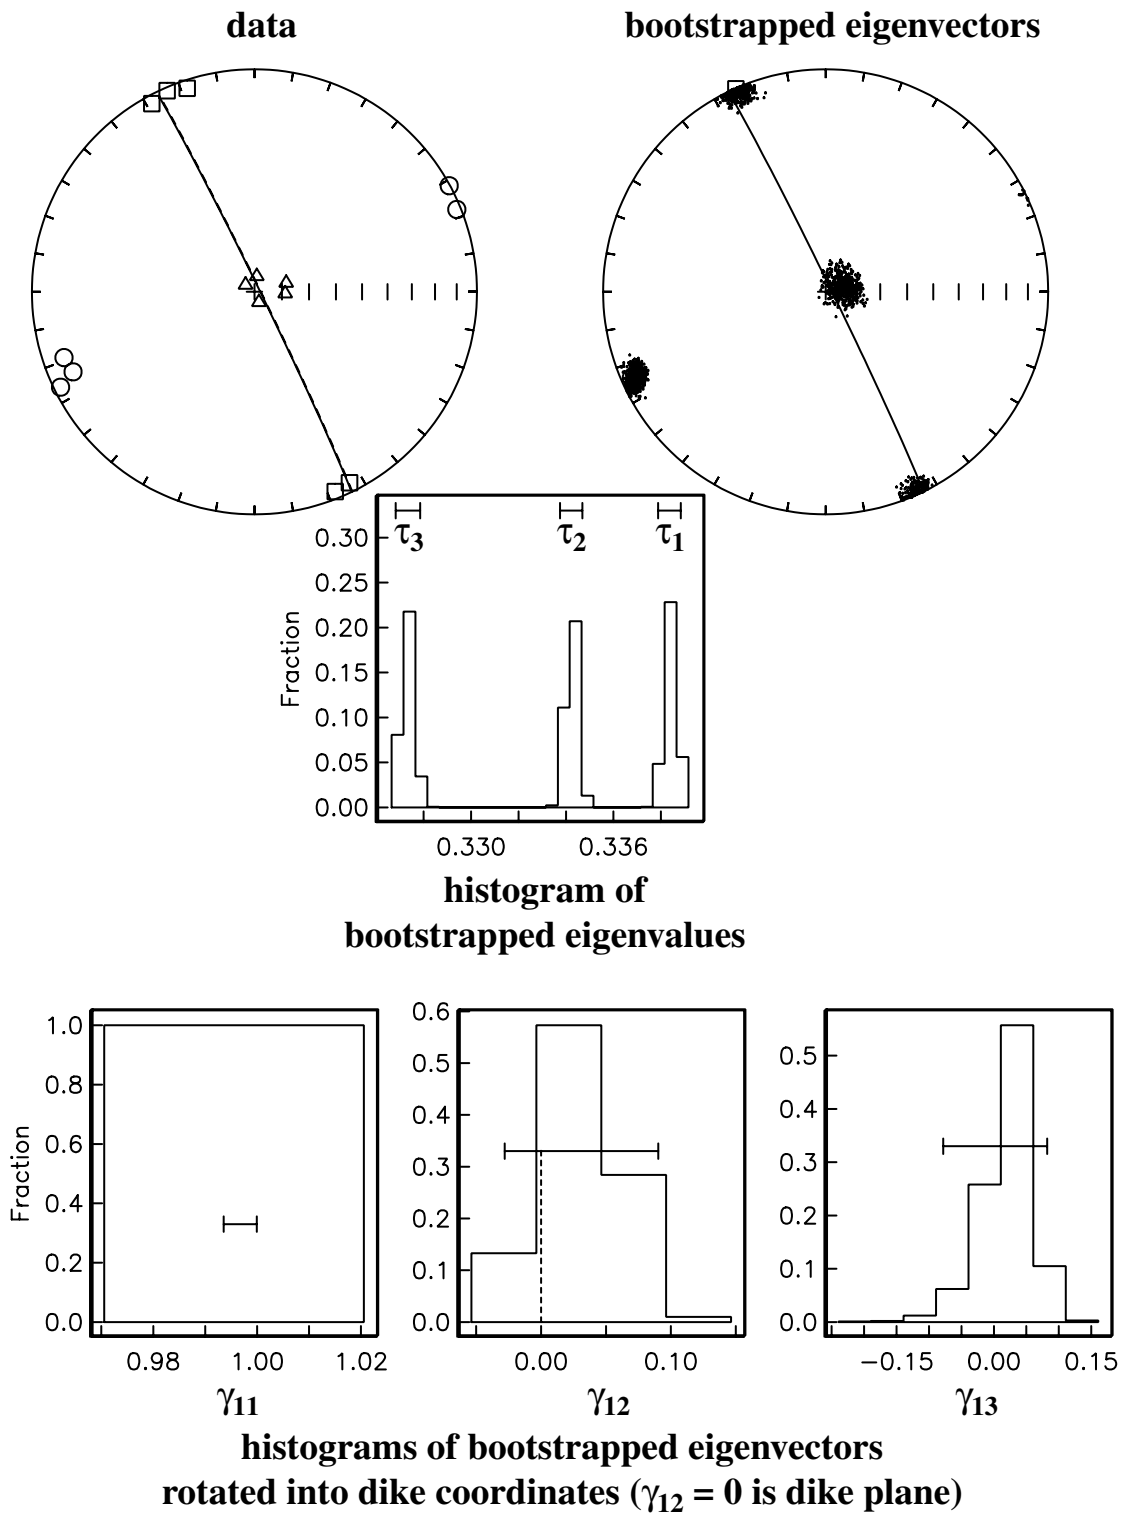 data
bootstrapped eigenvectors
τ3 τ2 τ1
0.30
0.25
0.20
0.15
0.10
0.05
0.00
Fraction
0.330 0.336
histogram of
bootstrapped eigenvalues
1.0
0.8
0.6
0.4
0.2
0.0
Fraction
0.98 1.00 1.02
γ11
0.6
0.5
0.4
0.3
0.2
0.1
0.0
0.00 0.10
γ12
0.5
0.4
0.3
0.2
0.1
0.0
−0.15 0.00 0.15
γ13
histograms of bootstrapped eigenvectors
rotated into dike coordinates (γ12 = 0 is dike plane)